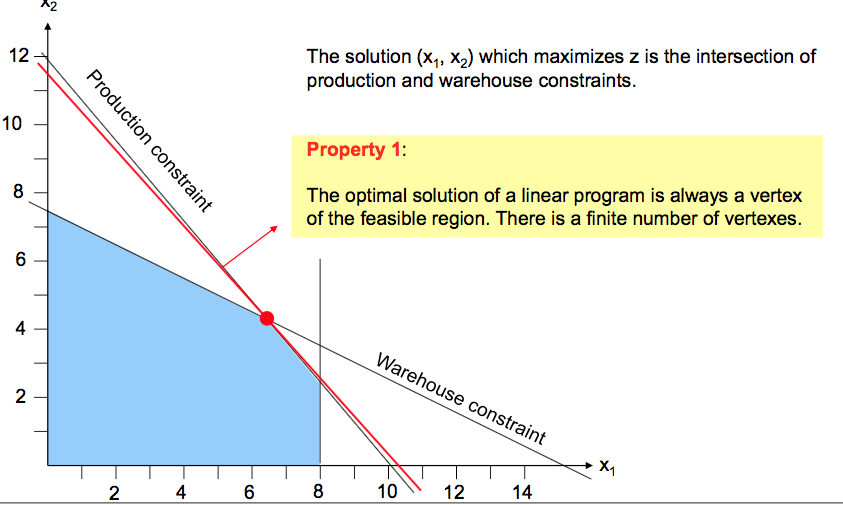 x₂
The solution (x₁, x₂) which maximizes z is the intersection of
production and warehouse constraints.
Property 1:
The optimal solution of a linear program is always a vertex
of the feasible region. There is a finite number of vertexes.
Production constraint
Warehouse constraint
12
10
8
6
4
2
x₁
2
4
6
8
10
12
14